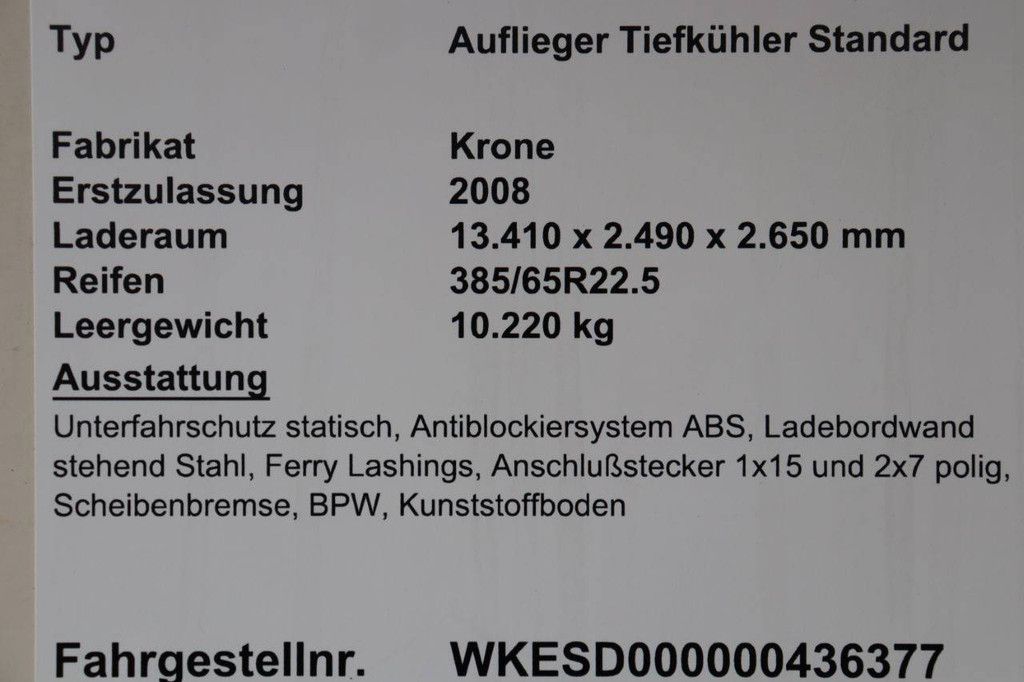 Typ Auflieger Tiefkühler Standard
Fabrikat Krone
Erstzulassung 2008
Laderaum 13.410 x 2.490 x 2.650 mm
Reifen 385/65R22.5
Leergewicht 10.220 kg
Ausstattung
Unterfahrschutz statisch, Antiblockiersystem ABS, Ladebordwand
stehend Stahl, Ferry Lashings, Anschlußstecker 1x15 und 2x7 polig,
Scheibenbremse, BPW, Kunststoffboden
Fahrgestellnr. WKESD000000436377